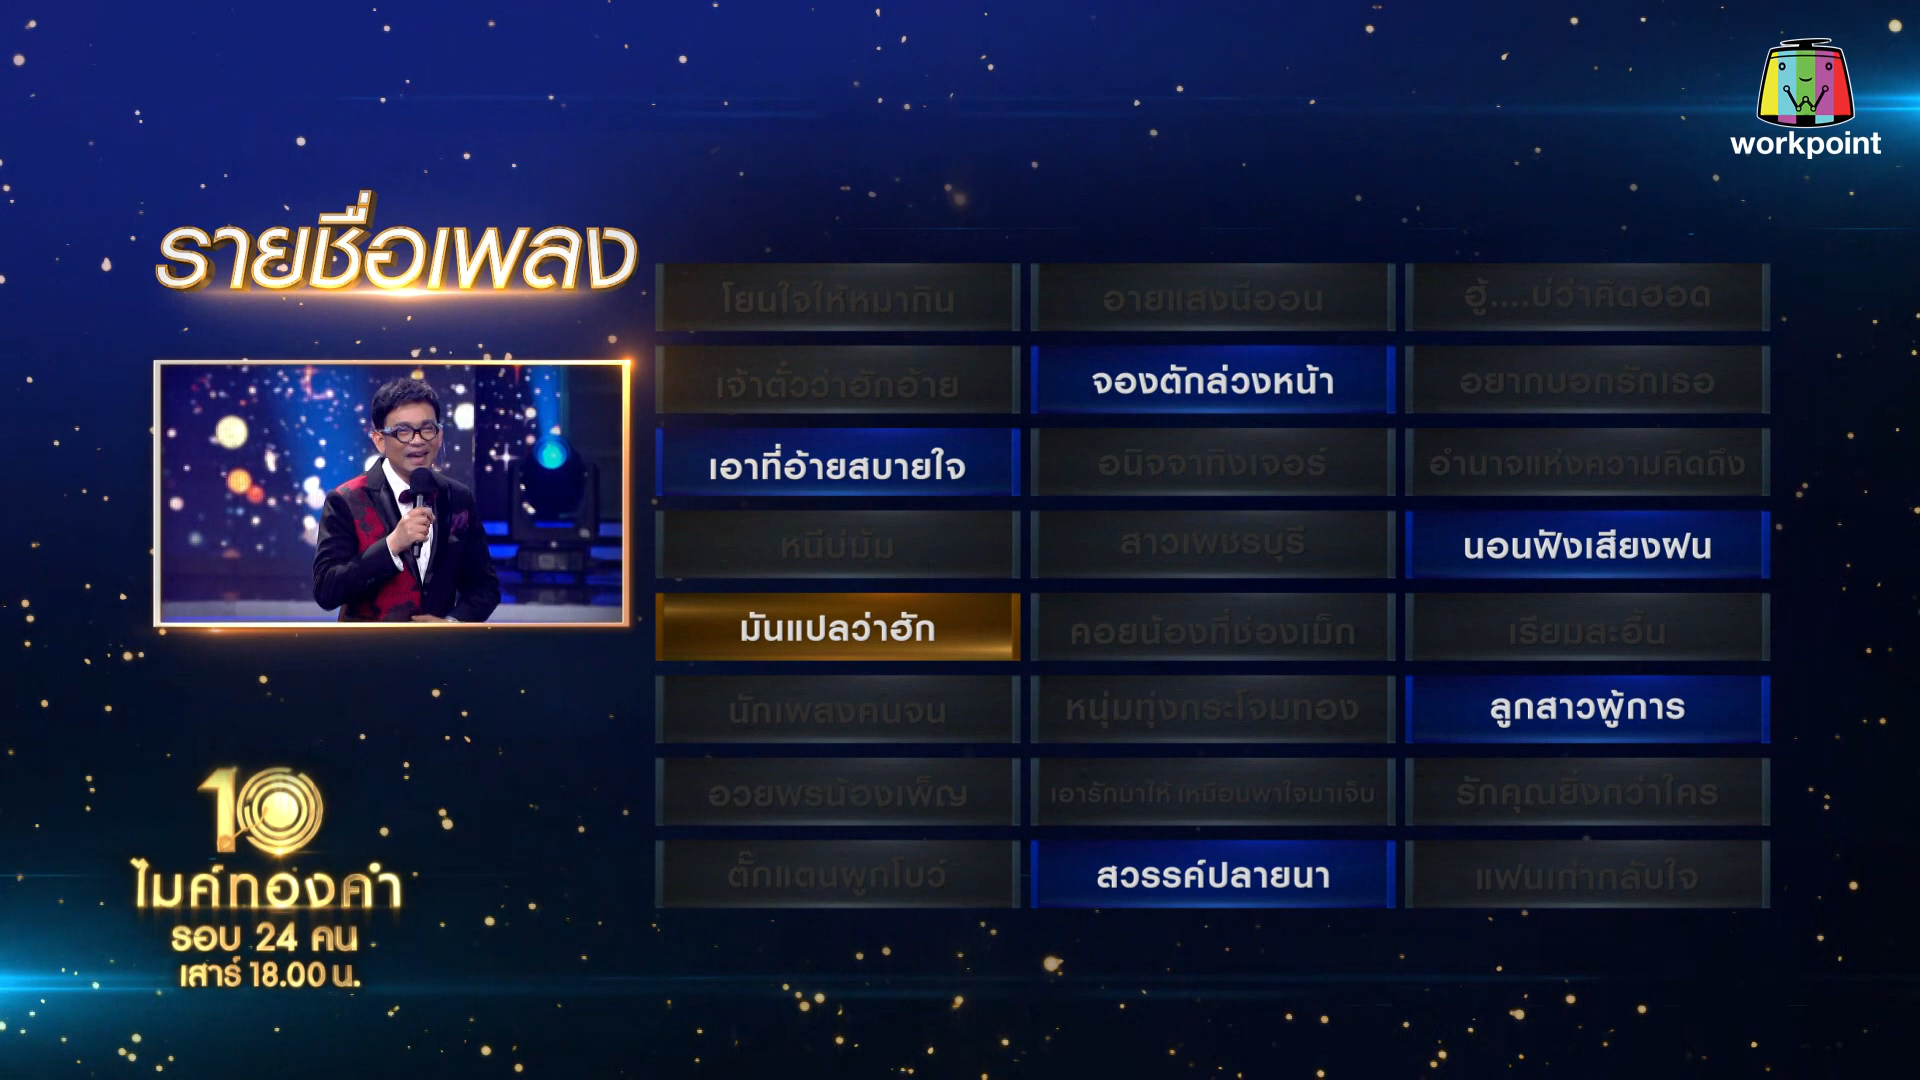 workpoint
รายชื่อเพลง
โยนใจให้หมากิน
อายแสงนีออน
ฮู้....บ่ว่าคิดฮอด
เจ้าตั๋วว่าฮักอ้าย
จองตั๋กล่วงหน้า
อยากบอกรักเธอ
เอาที่อ้ายสบายใจ
อนิจจาทิงเจอร์
อำนาจแห่งความคิดถึง
หนีบ่ม้ม
สาวเพชรบุรี
นอนฟังเสียงฝน
มันแปลว่าฮัก
คอยน้องที่ช่องเม็ก
เรียมสะอื้น
นักเพลงคนจน
หนุ่มทุ่งกระโจมทอง
ลูกสาวผู้การ
อวยพรน้องเพ็ญ
เอารักมาให้ เหมือนพาใจมาเจ็บ
รักคุณยิ่งกว่าใคร
ตั๊กแตนผูกโบว์
สวรรค์ปลายนา
แฟนเก่ากลับใจ
10
ไมค์ทองคำ
รอบ 24 คน
เสาร์ 18.00 น.